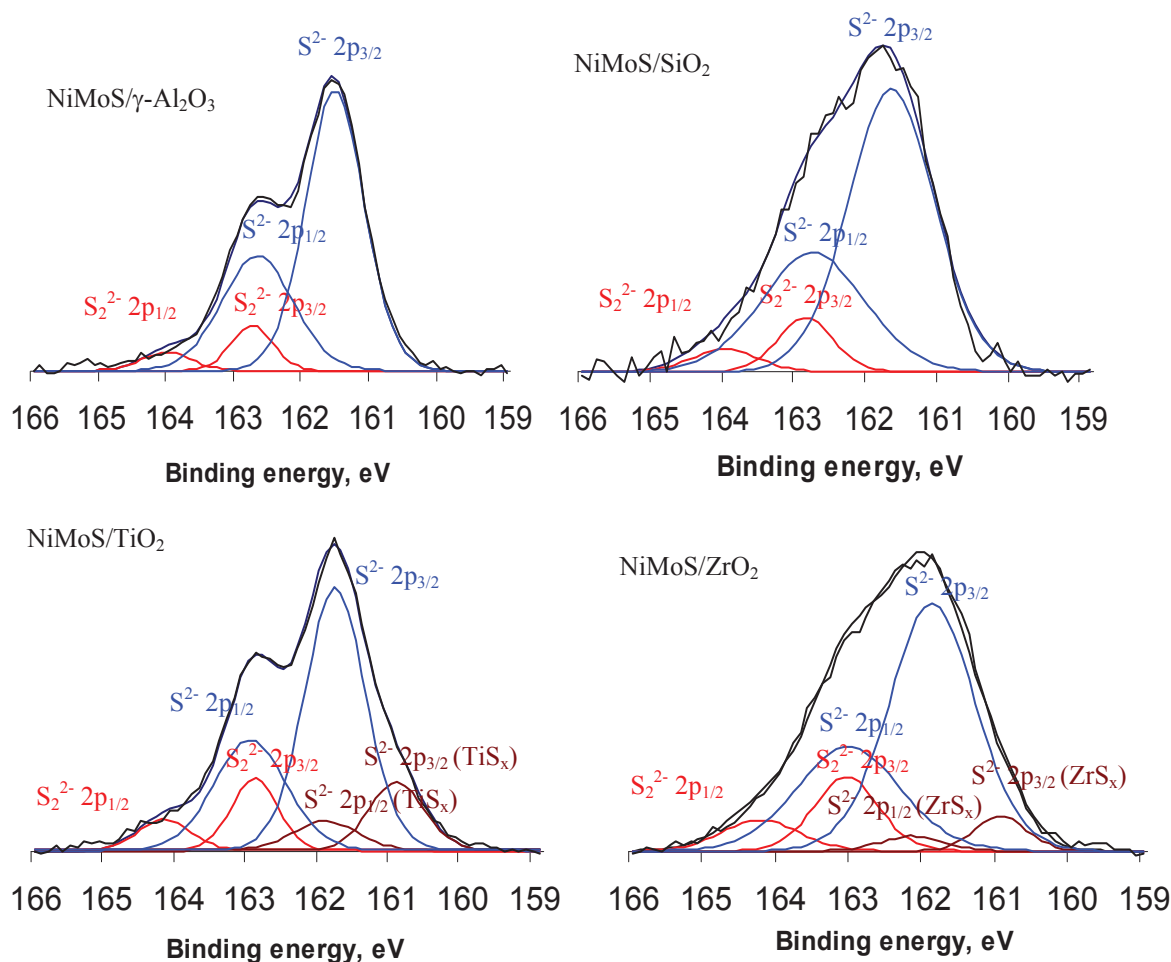 NiMoS/γ-Al₂O₃
S²⁻ 2p₃/₂
S²⁻ 2p₁/₂
S₂²⁻ 2p₁/₂
S₂²⁻ 2p₃/₂
166 165 164 163 162 161 160 159
Binding energy, eV
NiMoS/SiO₂
S²⁻ 2p₃/₂
S²⁻ 2p₁/₂
S₂²⁻ 2p₁/₂
S₂²⁻ 2p₃/₂
166 165 164 163 162 161 160 159
Binding energy, eV
NiMoS/TiO₂
S²⁻ 2p₃/₂
S²⁻ 2p₁/₂
S₂²⁻ 2p₃/₂
S²⁻ 2p₃/₂ (TiSₓ)
S₂²⁻ 2p₁/₂
S²⁻ 2p₁/₂ (TiSₓ)
166 165 164 163 162 161 160 159
Binding energy, eV
NiMoS/ZrO₂
S²⁻ 2p₃/₂
S²⁻ 2p₁/₂
S₂²⁻ 2p₃/₂
S²⁻ 2p₃/₂ (ZrSₓ)
S₂²⁻ 2p₁/₂
S²⁻ 2p₁/₂ (ZrSₓ)
166 165 164 163 162 161 160 159
Binding energy, eV